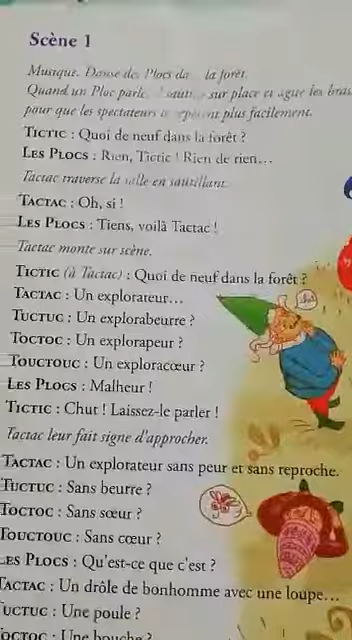 Scène 1
Musique. Danse des Plocs la forêt.
Quand un Ploc parle, sur place et agite les bras
pour que les spectateurs le repèrent plus facilement.
TICTIC : Quoi de neuf dans la forêt ?
LES PLOCS : Rien, Tictic ! Rien de rien…
Tactac traverse la salle en sautillant.
TACTAC : Oh, si !
LES PLOCS : Tiens, voilà Tactac !
Tactac monte sur scène.
TICTIC (à Tactac) : Quoi de neuf dans la forêt ?
TACTAC : Un explorateur…
TUCTUC : Un explorabeurre ?
TOCTOC : Un explorapeur ?
TOUCTOUC : Un exploracœur ?
LES PLOCS : Malheur !
TICTIC : Chut ! Laissez-le parler !
Tactac leur fait signe d'approcher.
TACTAC : Un explorateur sans peur et sans reproche.
TUCTUC : Sans beurre ?
TOCTOC : Sans sœur ?
TOUCTOUC : Sans cœur ?
LES PLOCS : Qu'est-ce que c'est ?
TACTAC : Un drôle de bonhomme avec une loupe…
TUCTUC : Une poule ?
TOCTOC : Une bouche ?